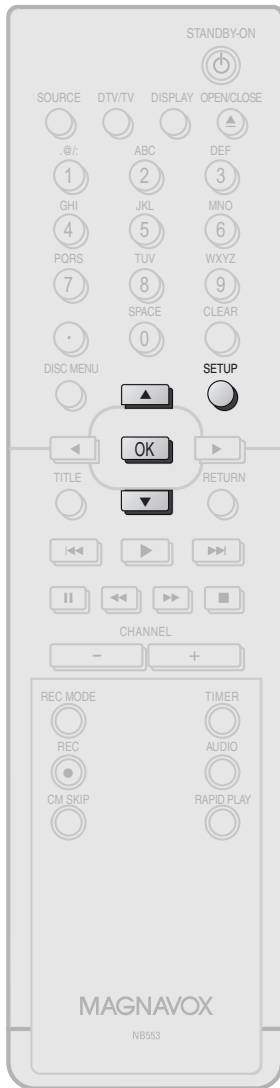 STANDBY-ON
SOURCE DTV/TV DISPLAY OPEN/CLOSE
.@/: ABC DEF
1 2 3
GHI JKL MNO
4 5 6
PQRS TUV WXYZ
7 8 9
SPACE CLEAR
. 0
DISC MENU SETUP
OK
TITLE RETURN
CHANNEL
− +
REC MODE TIMER
REC AUDIO
CM SKIP RAPID PLAY
MAGNAVOX
NB553